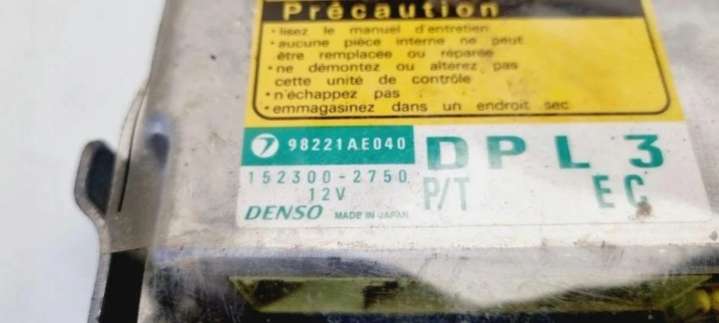 Précaution
•lisez le manuel d'entretien.
•aucune pièce interne ne peut
être remplacée ou réparée
•ne démontez ou altérez pas
cette unité de contrôle
•n'échappez pas
•emmagasinez dans un endroit sec
98221AE040
DPL3
152300-2750
12V
P/T EC
DENSO MADE IN JAPAN